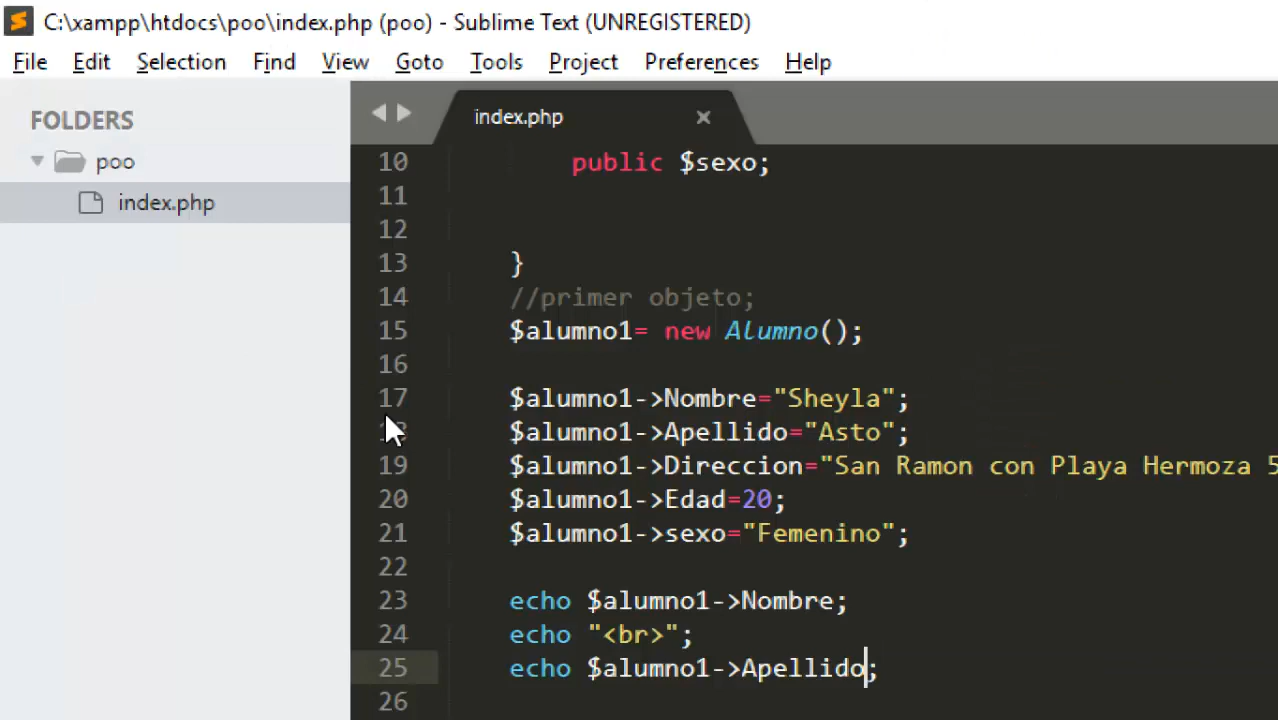 C:\xampp\htdocs\poo\index.php (poo) - Sublime Text (UNREGISTERED)
File Edit Selection Find View Goto Tools Project Preferences Help
FOLDERS
poo
index.php
index.php
10 public $sexo;
11
12
13 }
14 //primer objeto;
15 $alumno1= new Alumno();
16
17 $alumno1->Nombre="Sheyla";
$alumno1->Apellido="Asto";
19 $alumno1->Direccion="San Ramon con Playa Hermoza 5
20 $alumno1->Edad=20;
21 $alumno1->sexo="Femenino";
22
23 echo $alumno1->Nombre;
24 echo "<br>";
25 echo $alumno1->Apellido;
26